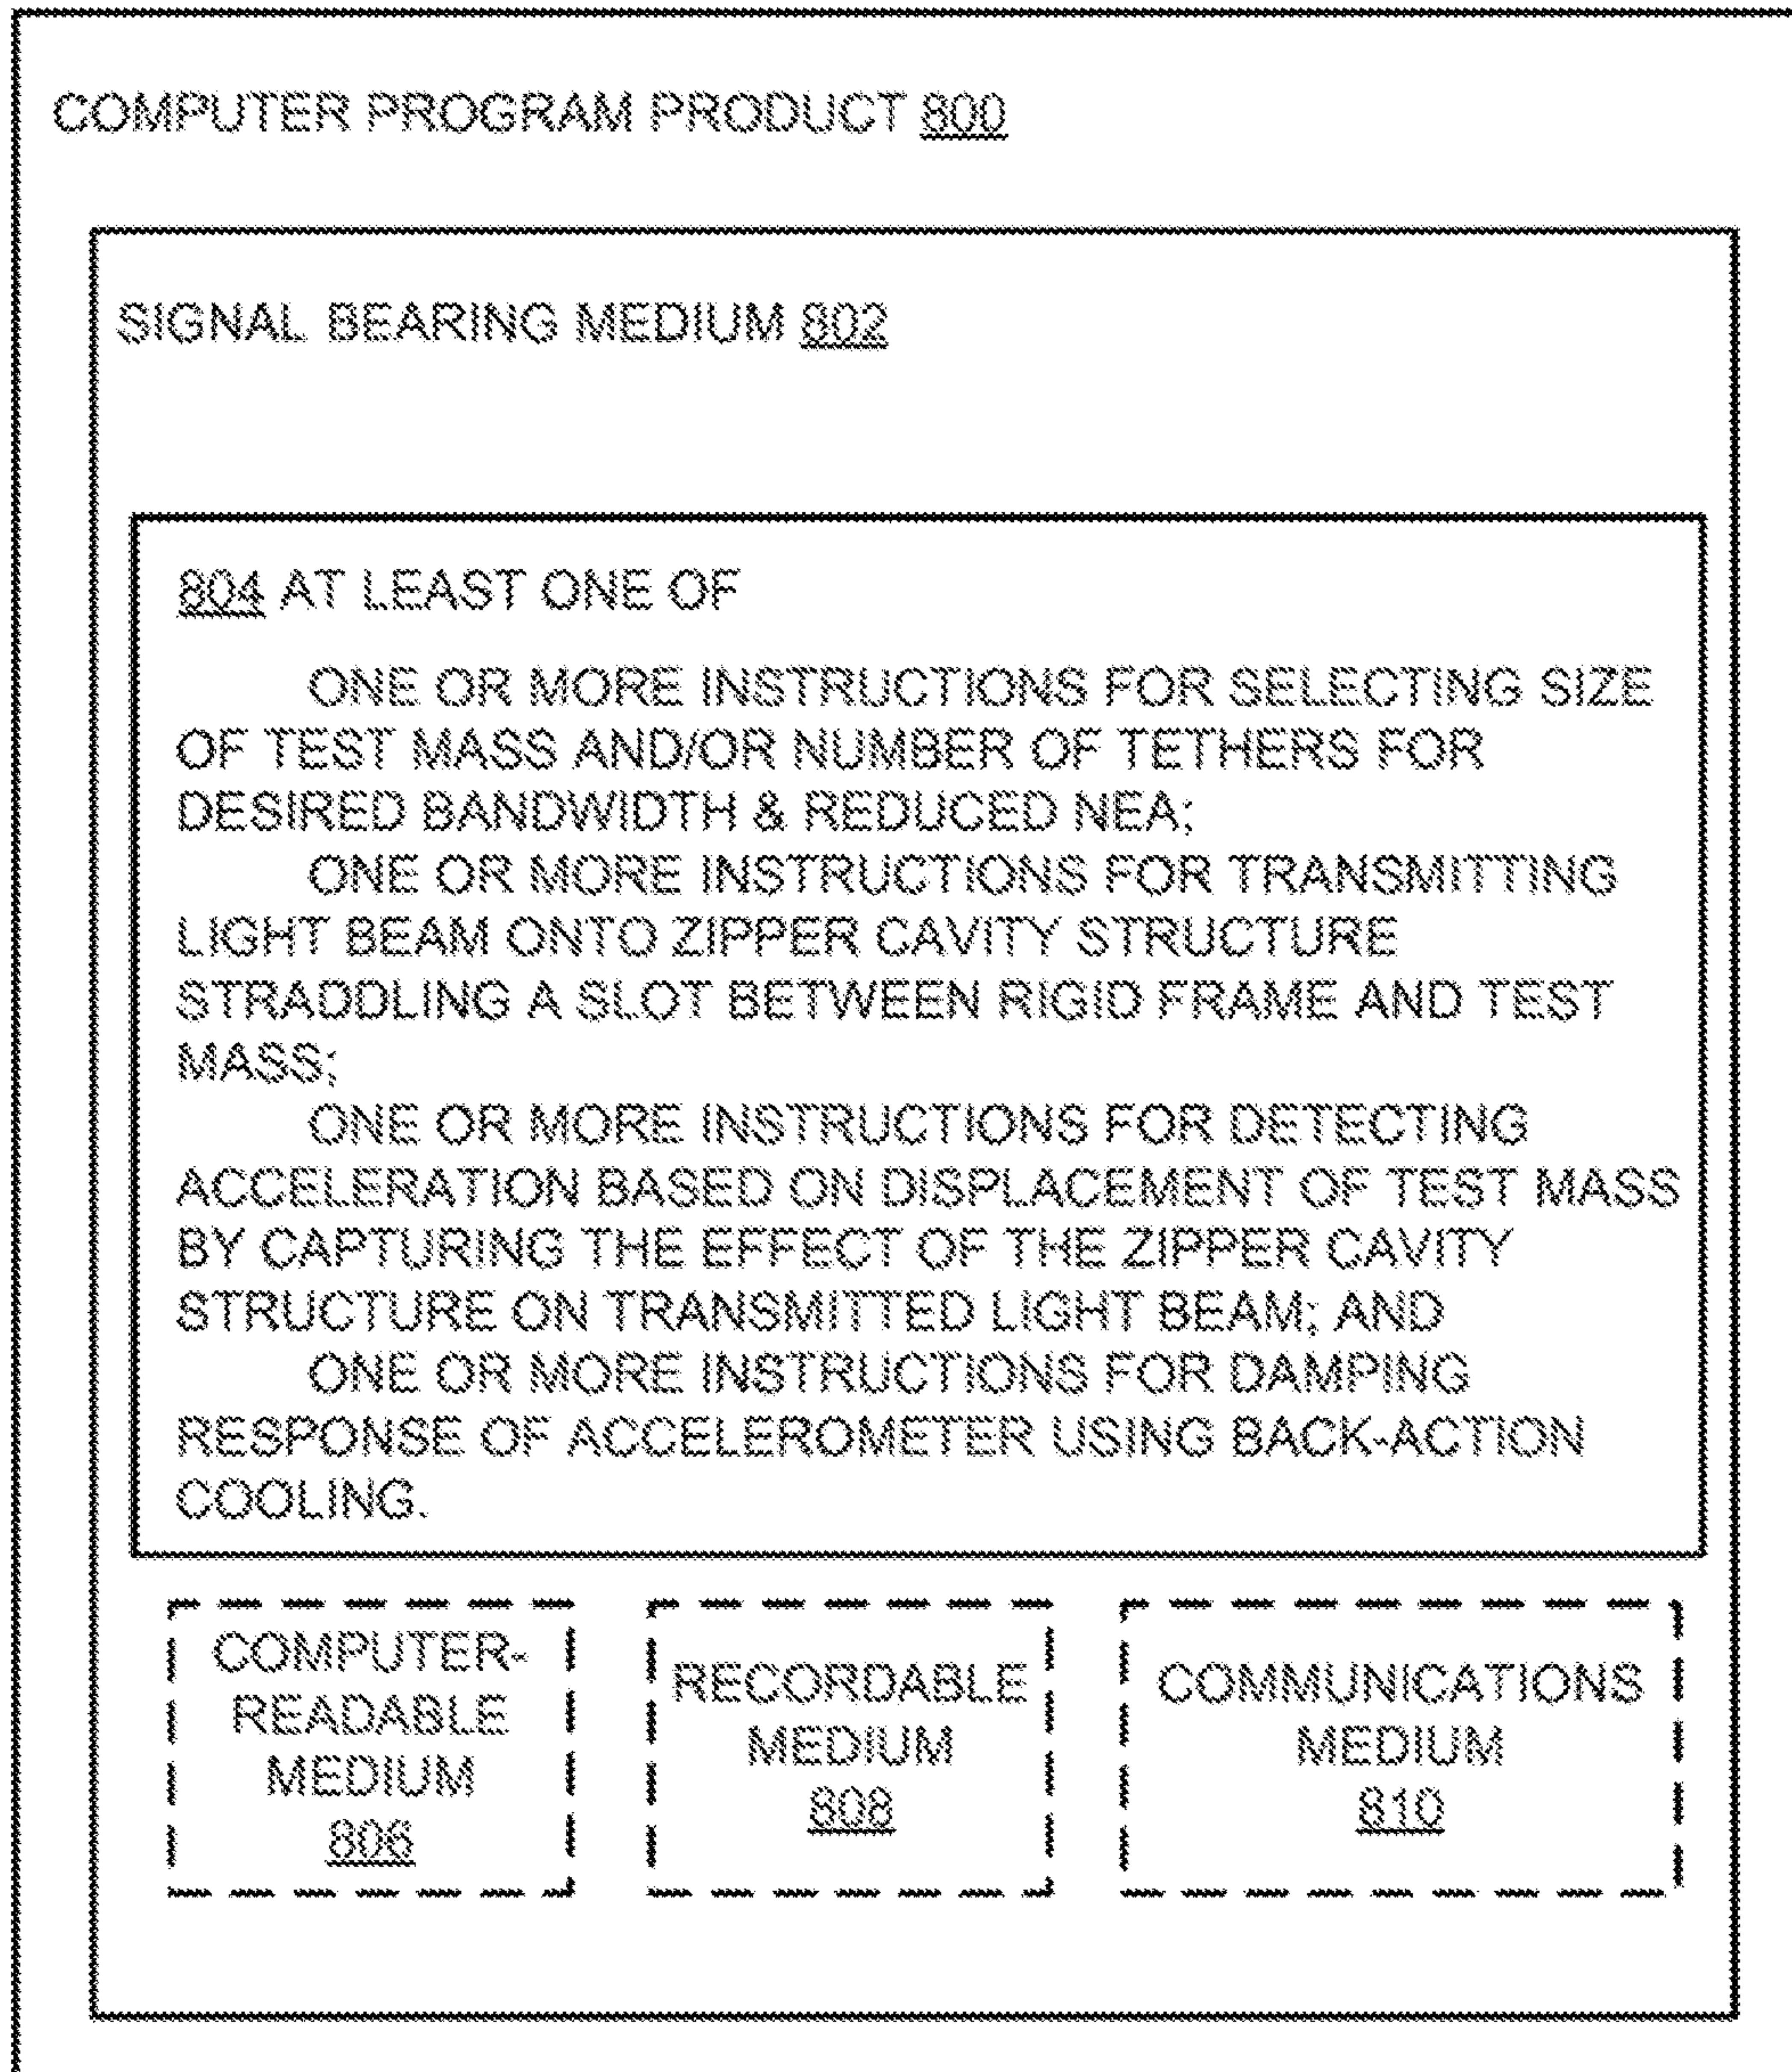 COMPUTER PROGRAM PRODUCT 800
SIGNAL BEARING MEDIUM 802
804 AT LEAST ONE OF
ONE OR MORE INSTRUCTIONS FOR SELECTING SIZE
OF TEST MASS AND/OR NUMBER OF TETHERS FOR
DESIRED BANDWIDTH & REDUCED NEA;
ONE OR MORE INSTRUCTIONS FOR TRANSMITTING
LIGHT BEAM ONTO ZIPPER CAVITY STRUCTURE
STRADDLING A SLOT BETWEEN RIGID FRAME AND TEST
MASS;
ONE OR MORE INSTRUCTIONS FOR DETECTING
ACCELERATION BASED ON DISPLACEMENT OF TEST MASS
BY CAPTURING THE EFFECT OF THE ZIPPER CAVITY
STRUCTURE ON TRANSMITTED LIGHT BEAM; AND
ONE OR MORE INSTRUCTIONS FOR DAMPING
RESPONSE OF ACCELEROMETER USING BACK-ACTION
COOLING.
COMPUTER-
READABLE
MEDIUM
806
RECORDABLE
MEDIUM
808
COMMUNICATIONS
MEDIUM
810